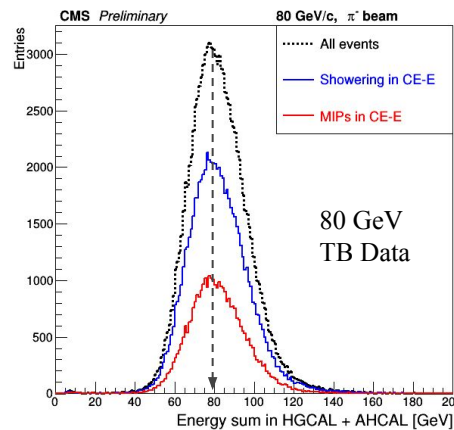 CMS Preliminary
80 GeV/c, π⁻ beam
Entries
3000
2500
2000
1500
1000
500
0
All events
Showering in CE-E
MIPs in CE-E
80 GeV
TB Data
0 20 40 60 80 100 120 140 160 180 200
Energy sum in HGCAL + AHCAL [GeV]